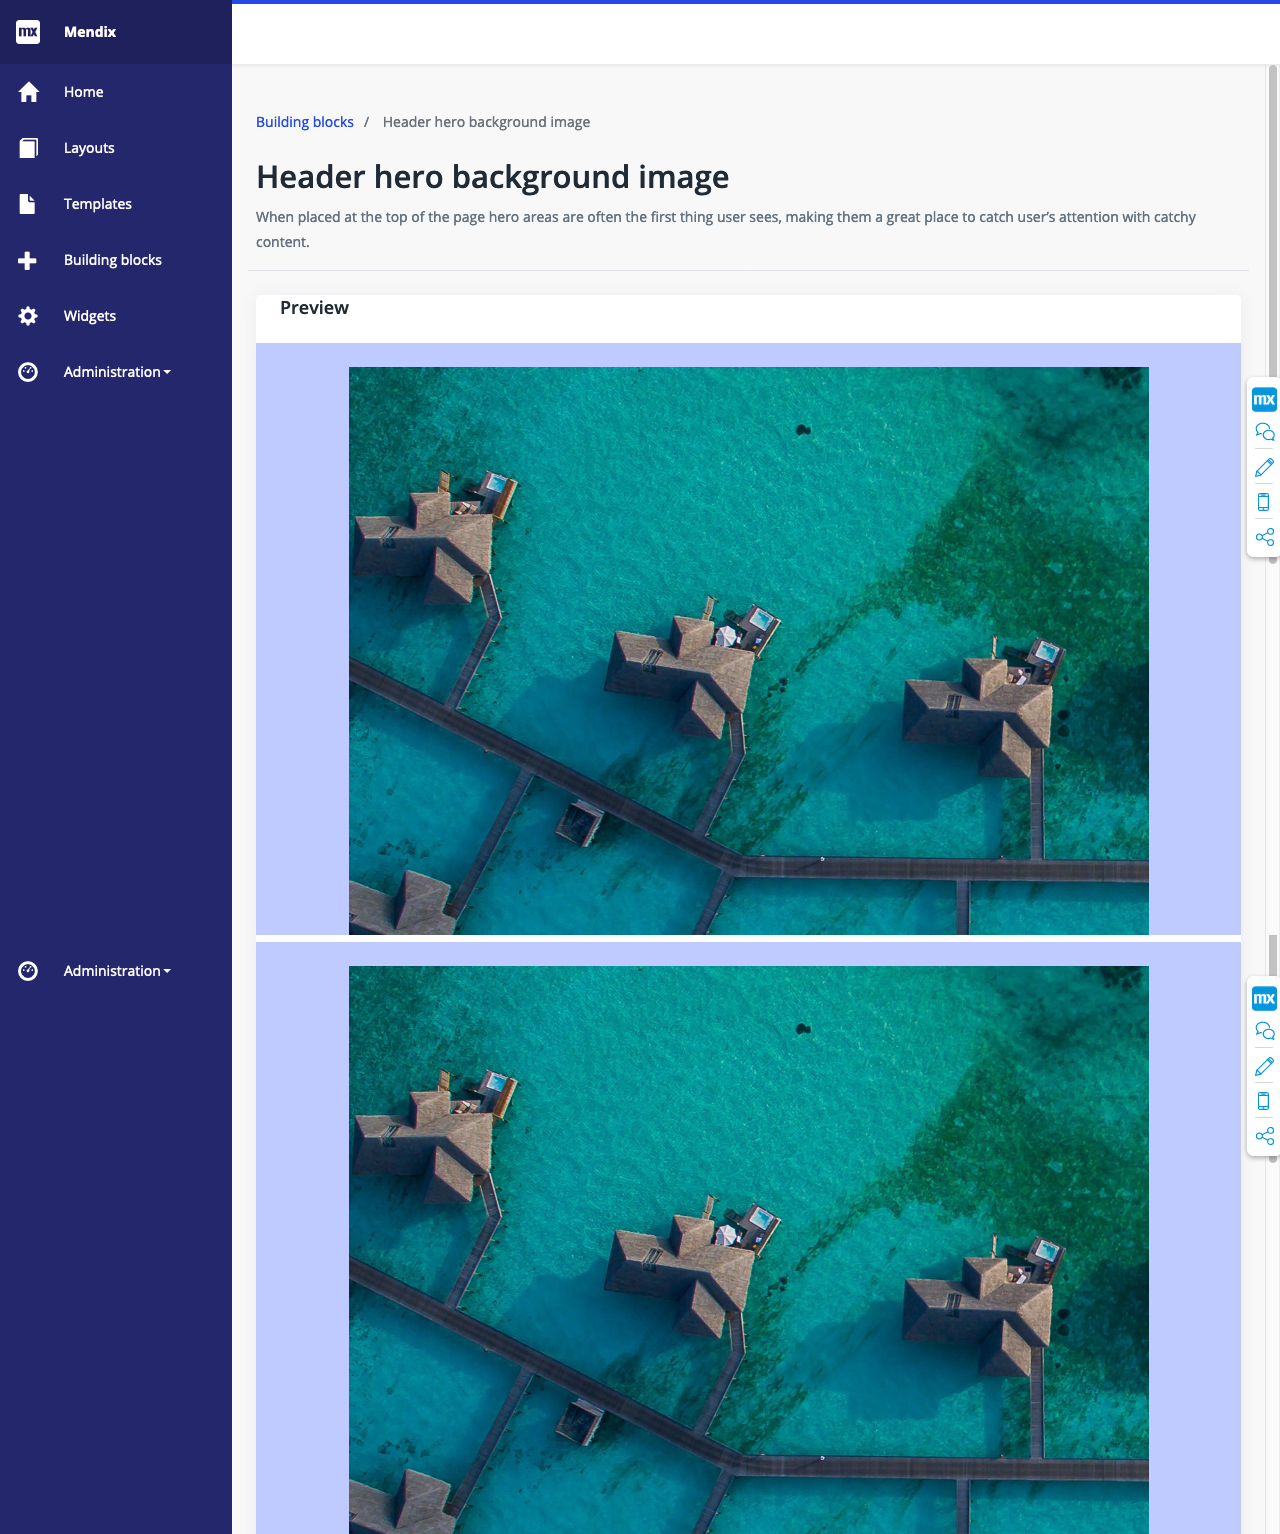 mx Mendix
Home
Layouts
Templates
Building blocks
Widgets
Administration
Building blocks / Header hero background image
Header hero background image
When placed at the top of the page hero areas are often the first thing user sees, making them a great place to catch user’s attention with catchy
content.
Preview
mx
Administration
mx